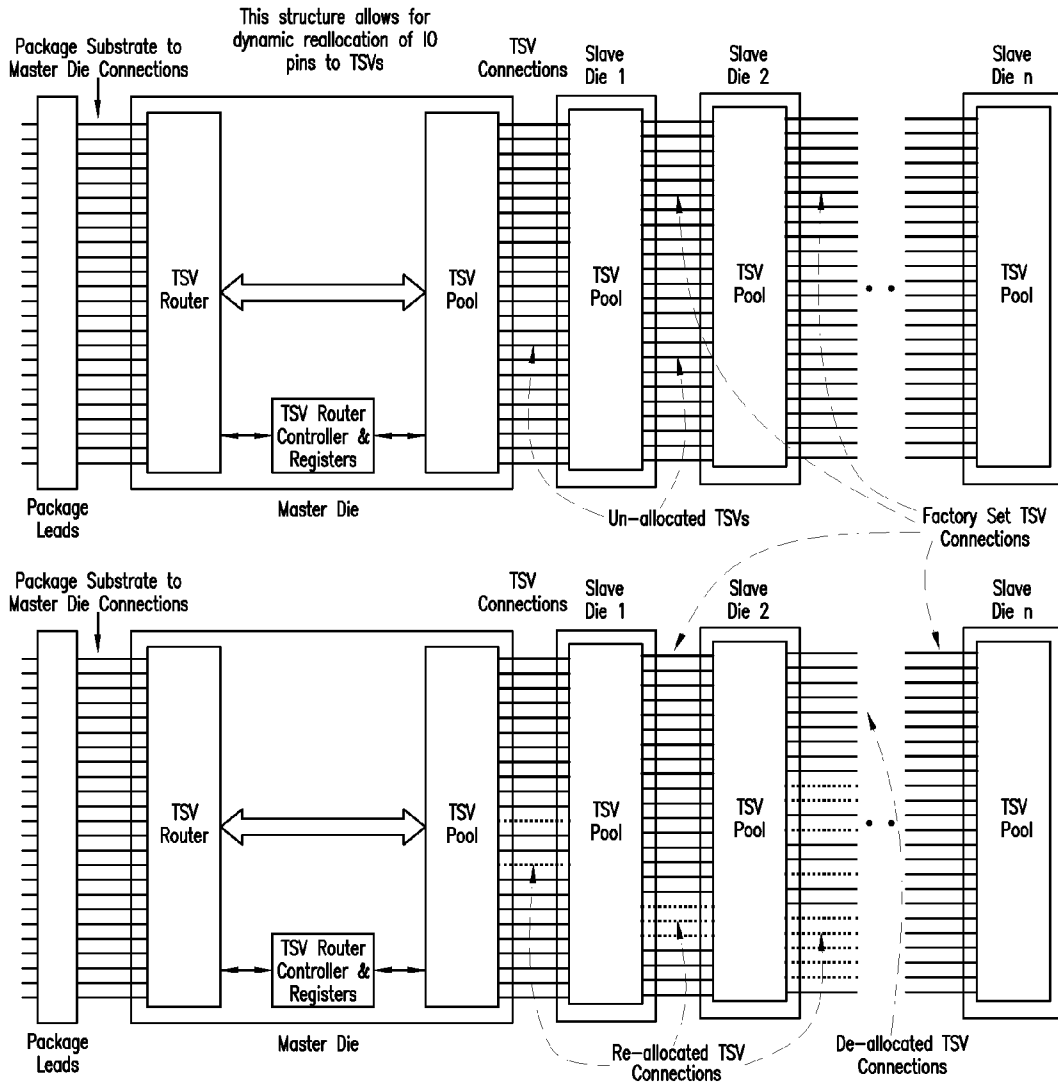 This structure allows for
dynamic reallocation of IO
pins to TSVs
Package Substrate to
Master Die Connections
TSV
Connections
Slave
Die 1
Slave
Die 2
Slave
Die n
TSV
Router
TSV
Pool
TSV
Pool
TSV
Pool
TSV
Pool
TSV Router
Controller &
Registers
Package
Leads
Master Die
Un-allocated TSVs
Factory Set TSV
Connections
Package Substrate to
Master Die Connections
TSV
Connections
Slave
Die 1
Slave
Die 2
Slave
Die n
TSV
Router
TSV
Pool
TSV
Pool
TSV
Pool
TSV
Pool
TSV Router
Controller &
Registers
Package
Leads
Master Die
Re-allocated TSV
Connections
De-allocated TSV
Connections